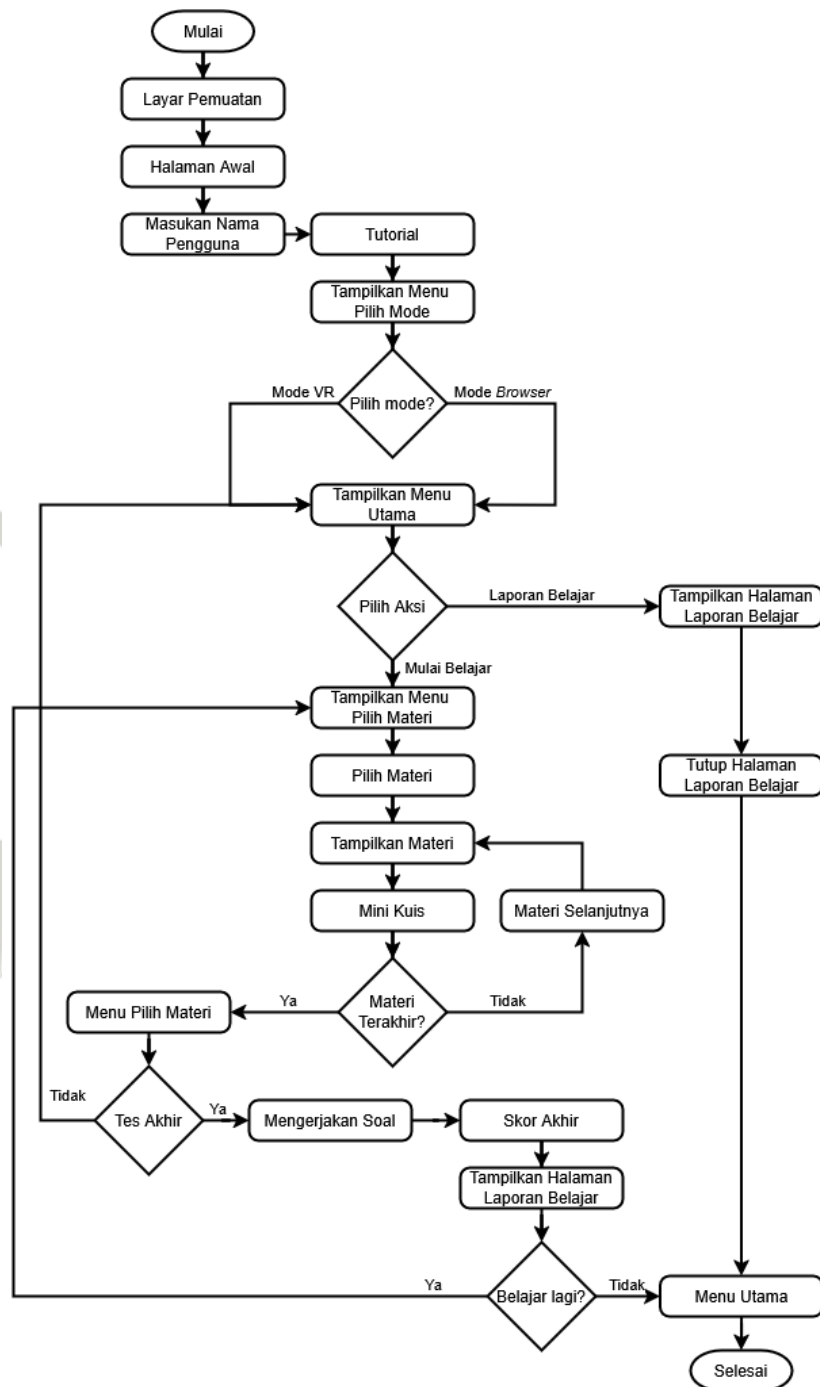 Mulai
Layar Pemuatan
Halaman Awal
Masukan Nama
Pengguna
Tutorial
Tampilkan Menu
Pilih Mode
Mode VR
Pilih mode?
Mode Browser
Tampilkan Menu
Utama
Pilih Aksi
Laporan Belajar
Tampilkan Halaman
Laporan Belajar
Mulai Belajar
Tampilkan Menu
Pilih Materi
Pilih Materi
Tutup Halaman
Laporan Belajar
Tampilkan Materi
Mini Kuis
Materi Selanjutnya
Menu Pilih Materi
Ya
Materi
Terakhir?
Tidak
Tidak
Tes Akhir
Ya
Mengerjakan Soal
Skor Akhir
Tampilkan Halaman
Laporan Belajar
Ya
Belajar lagi?
Tidak
Menu Utama
Selesai